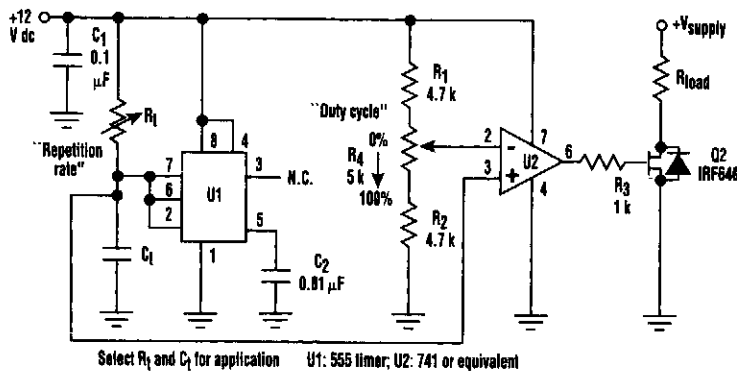 +12
V dc
C1
0.1
μF
Rt
"Repetition
rate"
Ct
8
4
7
3
N.C.
6
U1
2
5
1
C2
0.01 μF
R1
4.7 k
"Duty cycle"
0%
R4
5 k
100%
R2
4.7 k
2
3
-
+
U2
7
6
4
R3
1 k
+Vsupply
Rload
Q2
IRF646
Select Rt and Ct for application U1: 555 timer; U2: 741 or equivalent